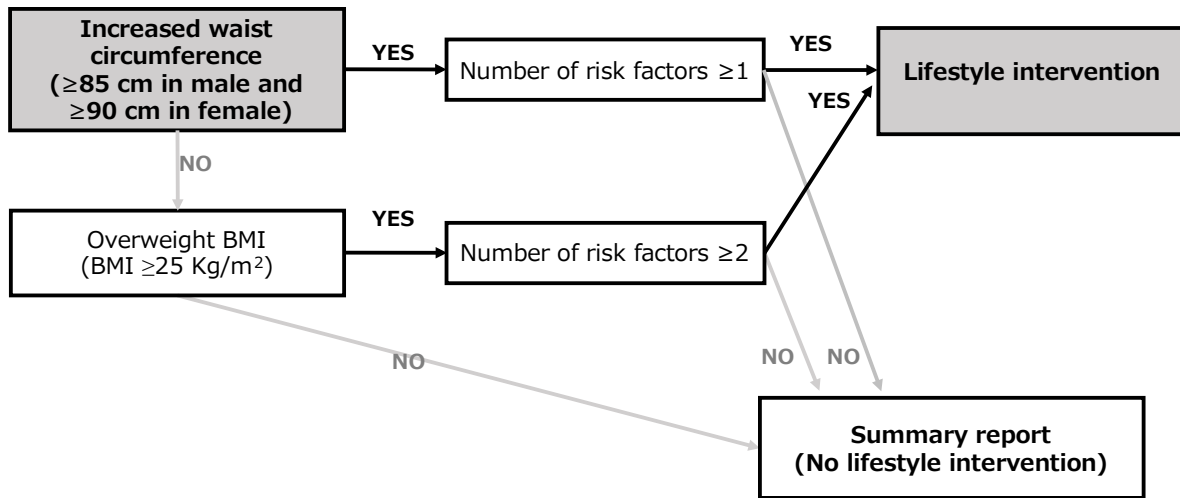 Increased waist
circumference
(≥85 cm in male and
≥90 cm in female)
YES
Number of risk factors ≥1
YES
Lifestyle intervention
YES
NO
Overweight BMI
(BMI ≥25 Kg/m²)
YES
Number of risk factors ≥2
NO
NO
NO
Summary report
(No lifestyle intervention)